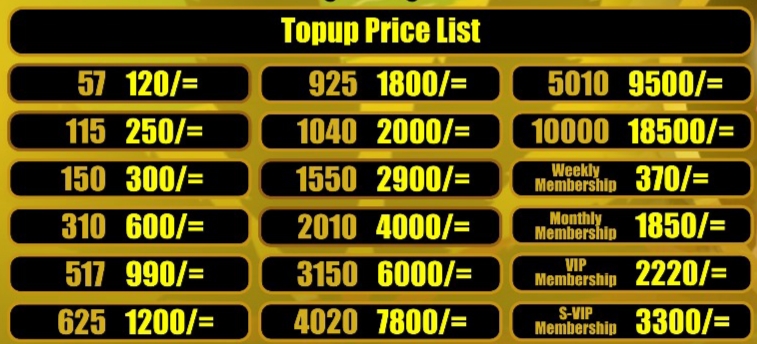 Topup Price List
57 120/=
115 250/=
150 300/=
310 600/=
517 990/=
625 1200/=
925 1800/=
1040 2000/=
1550 2900/=
2010 4000/=
3150 6000/=
4020 7800/=
5010 9500/=
10000 18500/=
Weekly
Membership 370/=
Monthly
Membership 1850/=
VIP
Membership 2220/=
S-VIP
Membership 3300/=